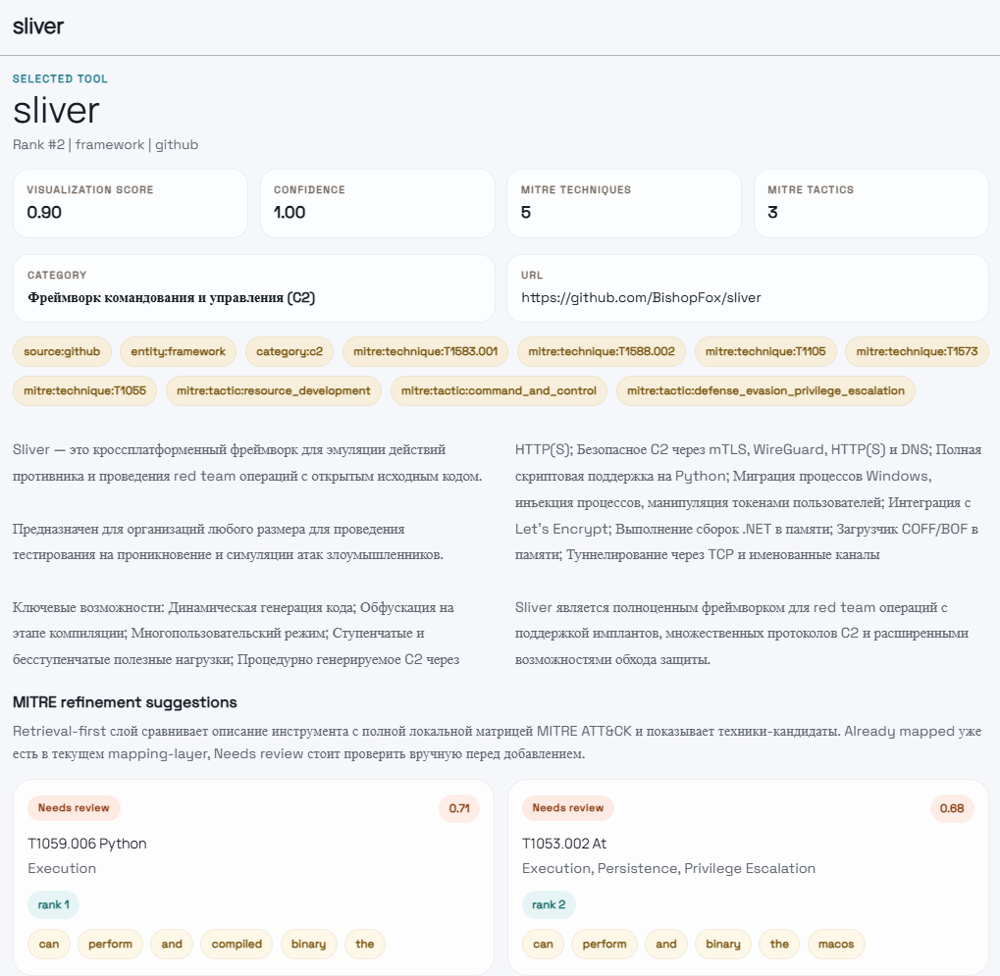 sliver
SELECTED TOOL
sliver
Rank #2 | framework | github
VISUALIZATION SCORE
0.90
CONFIDENCE
1.00
MITRE TECHNIQUES
5
MITRE TACTICS
3
CATEGORY
Фреймворк командования и управления (C2)
URL
https://github.com/BishopFox/sliver
source:github entity:framework category:c2 mitre:technique:T1583.001 mitre:technique:T1588.002 mitre:technique:T1105 mitre:technique:T1573
mitre:technique:T1055 mitre:tactic:resource_development mitre:tactic:command_and_control mitre:tactic:defense_evasion_privilege_escalation
Sliver — это кроссплатформенный фреймворк для эмуляции действий
противника и проведения red team операций с открытым исходным кодом.
Предназначен для организаций любого размера для проведения
тестирования на проникновение и симуляции атак злоумышленников.
Ключевые возможности: Динамическая генерация кода; Обфускация на
этапе компиляции; Многопользовательский режим; Ступенчатые и
бесступенчатые полезные нагрузки; Процедурно генерируемое C2 через
HTTP(S); Безопасное C2 через mTLS, WireGuard, HTTP(S) и DNS; Полная
скриптовая поддержка на Python; Миграция процессов Windows,
инъекция процессов, манипуляция токенами пользователей; Интеграция с
Let's Encrypt; Выполнение сборок .NET в памяти; Загрузчик COFF/BOF в
памяти; Туннелирование через TCP и именованные каналы
Sliver является полноценным фреймворком для red team операций с
поддержкой имплантов, множественных протоколов C2 и расширенными
возможностями обхода защиты.
MITRE refinement suggestions
Retrieval-first слой сравнивает описание инструмента с полной локальной матрицей MITRE ATT&CK и показывает техники-кандидаты. Already mapped уже
есть в текущем mapping-layer, Needs review стоит проверить вручную перед добавлением.
Needs review 0.71
T1059.006 Python
Execution
rank 1
can perform and compiled binary the
Needs review 0.68
T1053.002 At
Execution, Persistence, Privilege Escalation
rank 2
can perform and binary the macos